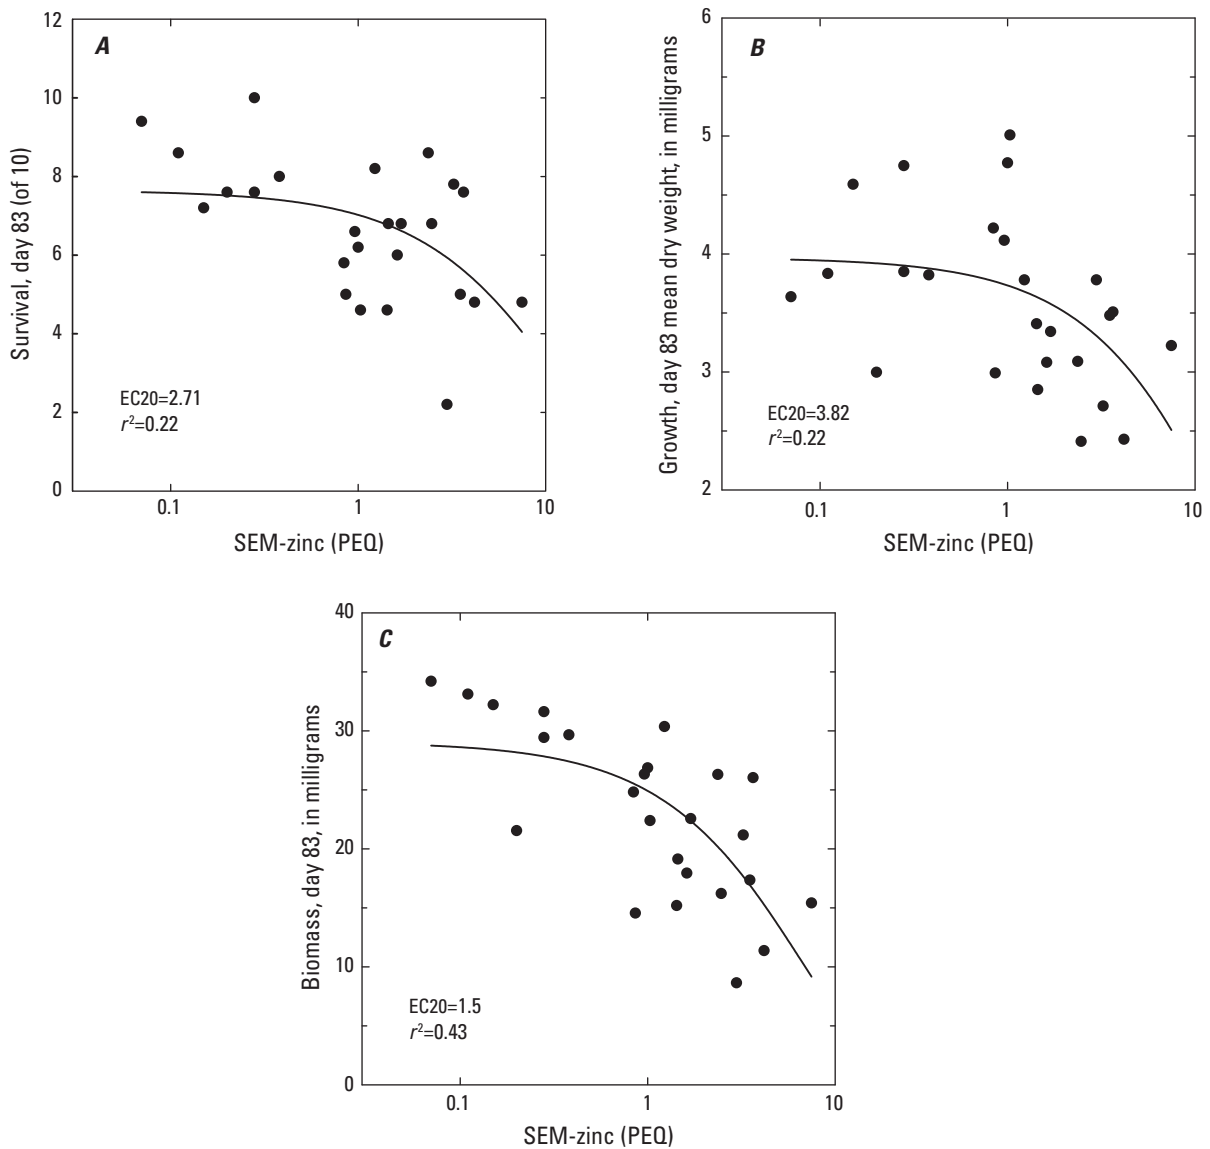 A
Survival, day 83 (of 10)
12
10
8
6
4
2
0
EC20=2.71
r²=0.22
0.1
1
10
SEM-zinc (PEQ)
B
Growth, day 83 mean dry weight, in milligrams
6
5
4
3
2
EC20=3.82
r²=0.22
0.1
1
10
SEM-zinc (PEQ)
C
Biomass, day 83, in milligrams
40
30
20
10
0
EC20=1.5
r²=0.43
0.1
1
10
SEM-zinc (PEQ)